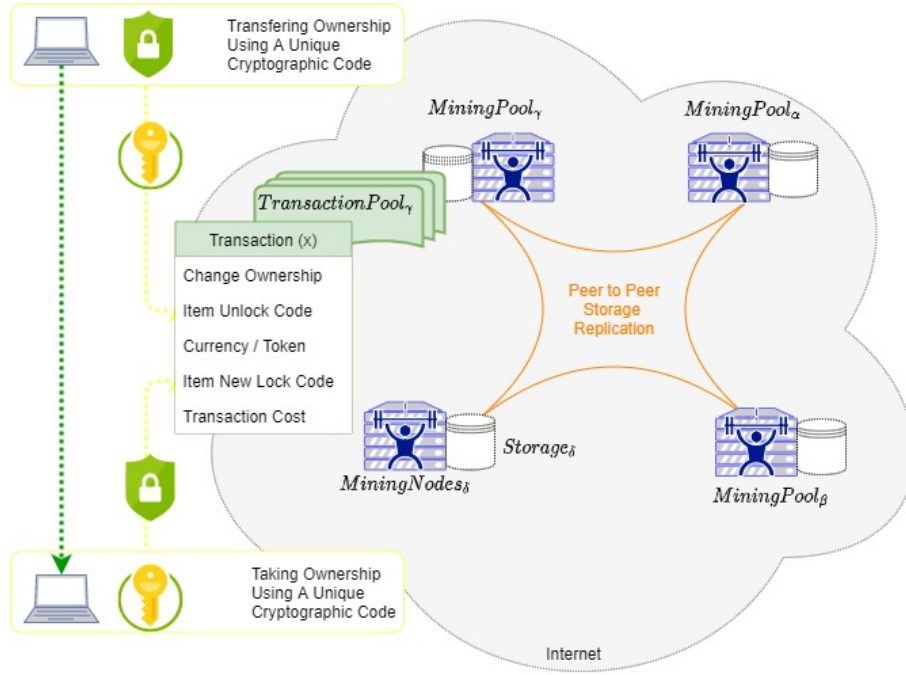 Transfering Ownership
Using A Unique
Cryptographic Code
MiningPoolγ
MiningPoolα
TransactionPoolγ
Transaction (x)
Change Ownership
Item Unlock Code
Currency / Token
Item New Lock Code
Transaction Cost
Peer to Peer
Storage
Replication
Storageδ
MiningNodesδ
MiningPoolβ
Taking Ownership
Using A Unique
Cryptographic Code
Internet